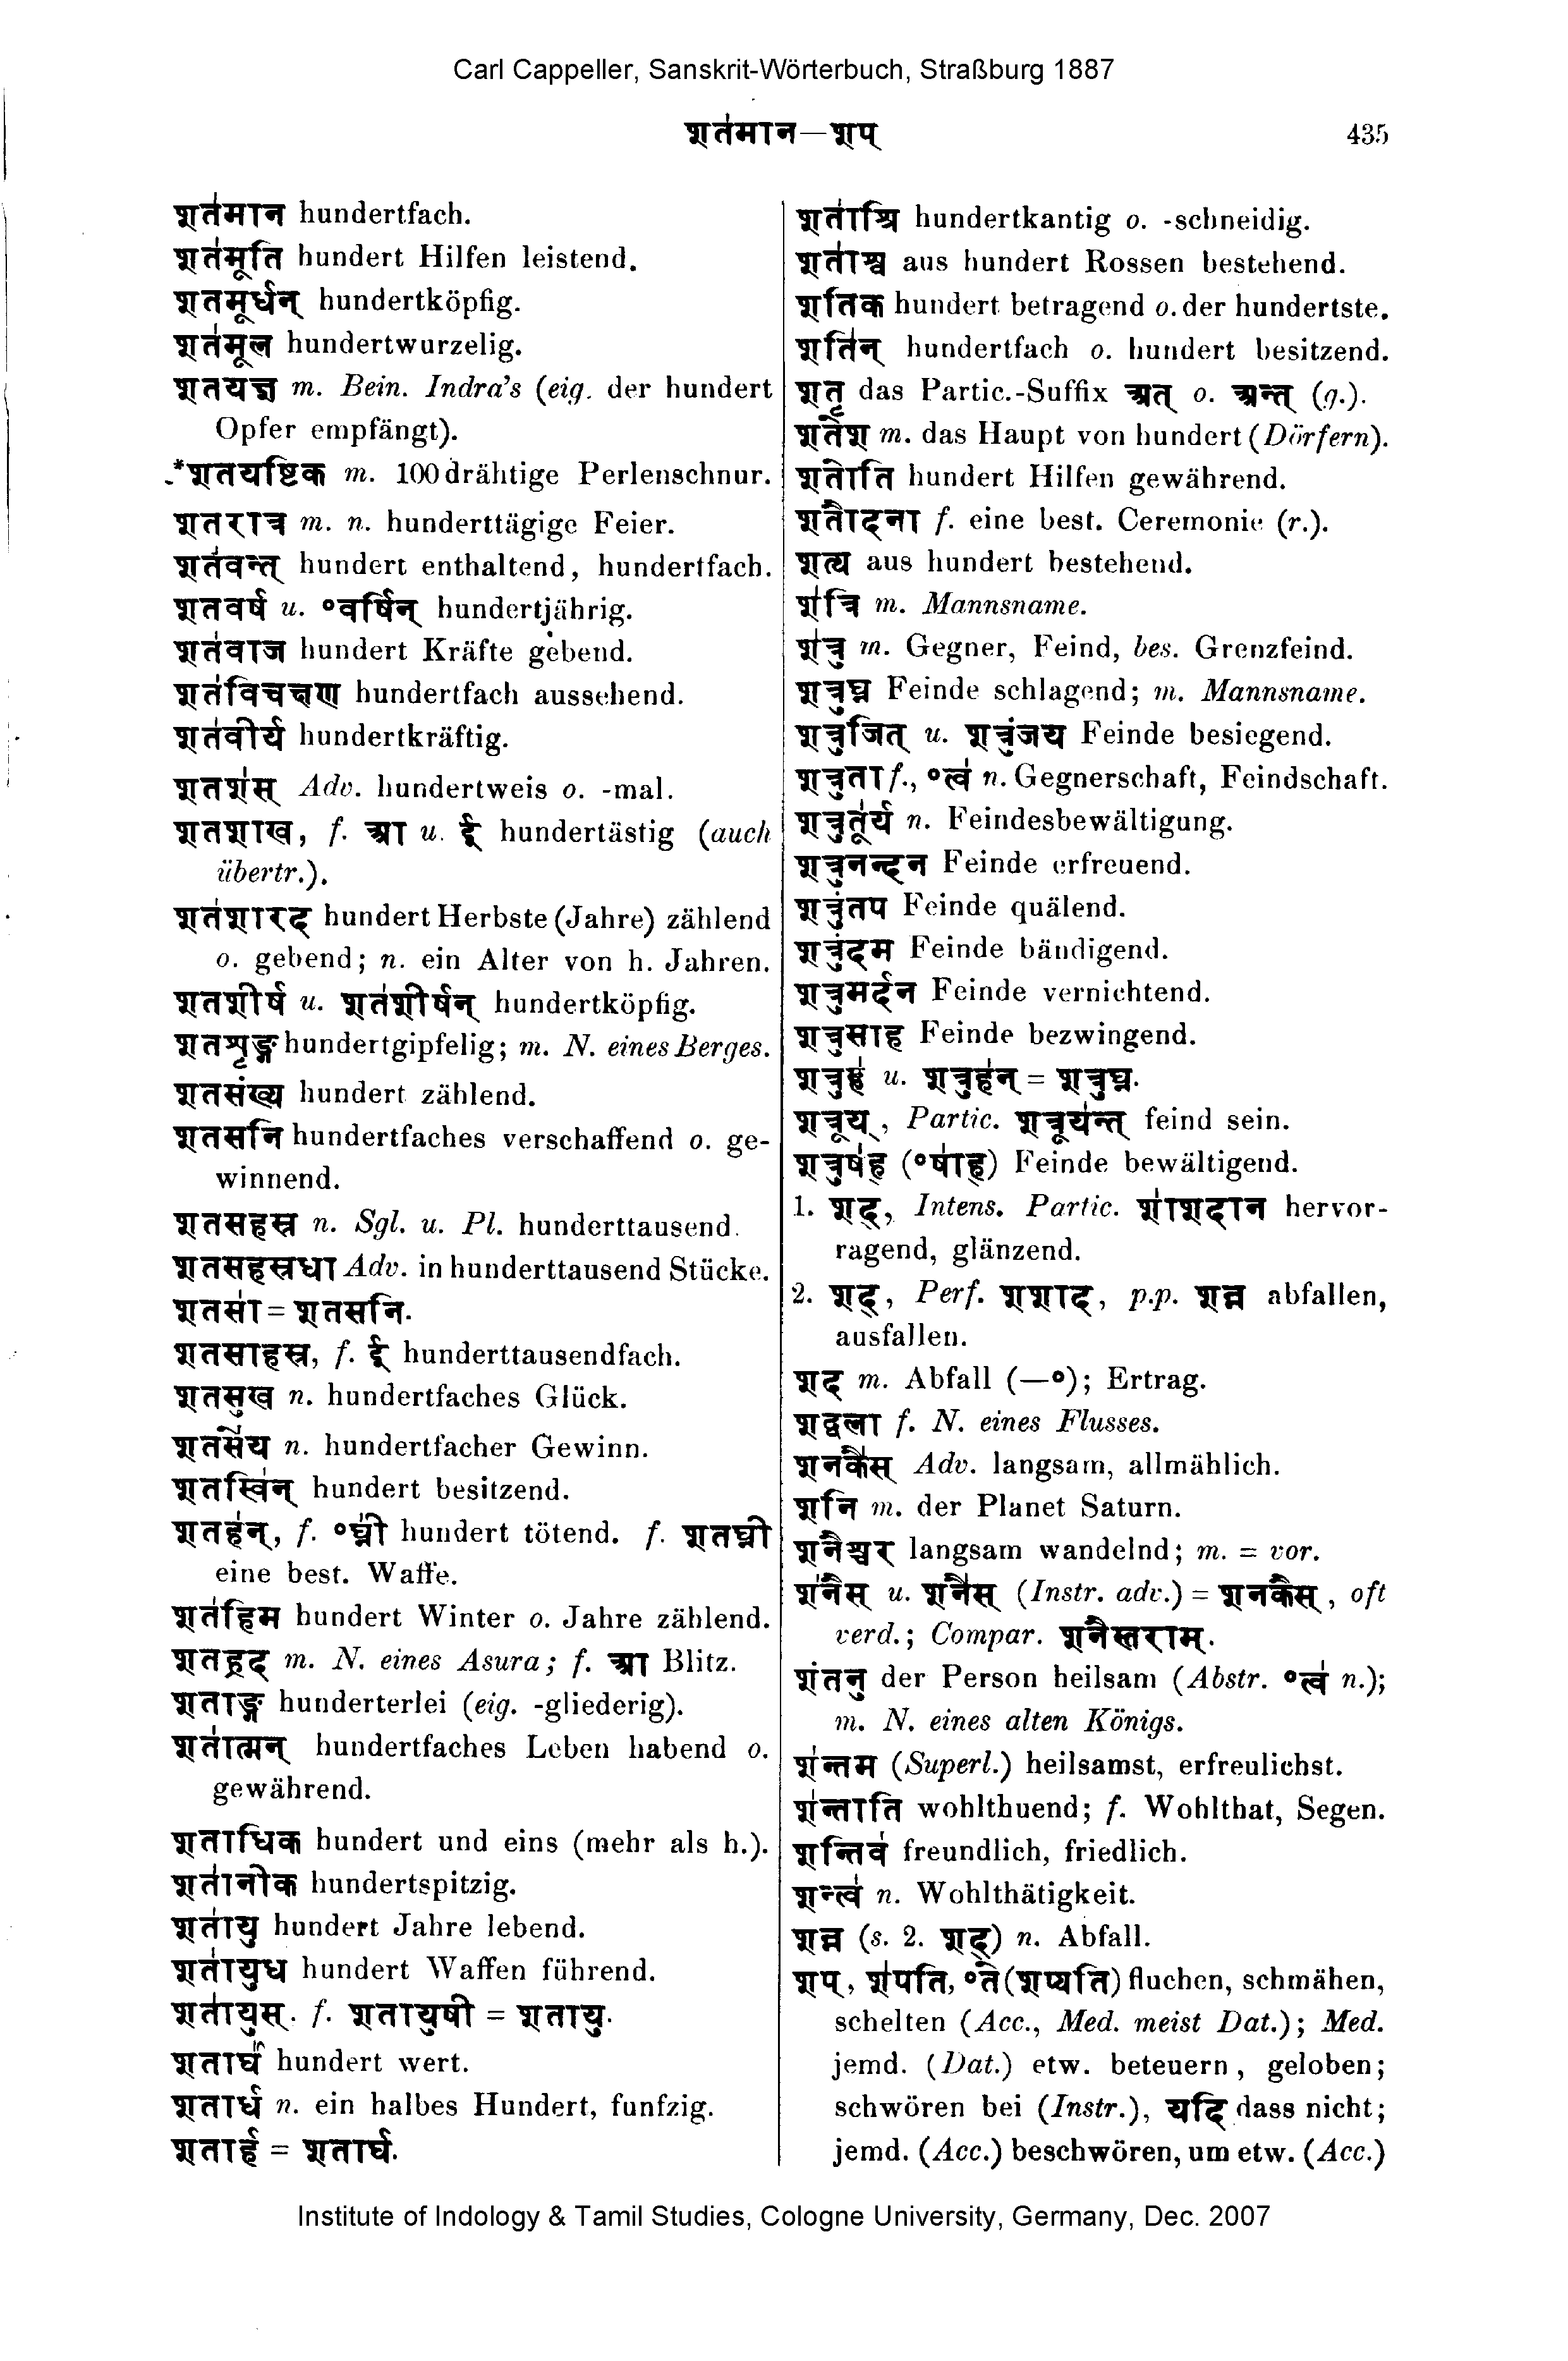 Carl Cappeller, Sanskrit-Wörterbuch, Straßburg 1887
शत॑मान—शप्
435
शत॑मान hundertfach.
शत॑मूति hundert Hilfen leistend.
शतमूर्धन् hundertköpfig.
शत॑मूल hundertwurzelig.
शतयज्ञ m. Bein. Indra's (eig. der hundert
Opfer empfängt).
*शतयष्टिक m. 100drähtige Perlenschnur.
शतरात्र m. n. hunderttägige Feier.
शत॑वन्त् hundert enthaltend, hundertfach.
शतवर्ष u. °वर्षिन् hundertjährig.
शत॑वाज hundert Kräfte gebend.
शत॑विचक्षण hundertfach aussehend.
शत॑वीर्य hundertkräftig.
शतश॑स् Adv. hundertweis o. -mal.
शतशाख, f. आ u. ई hundertästig (auch
übertr.).
शत॑शारद् hundert Herbste (Jahre) zählend
o. gebend; n. ein Alter von h. Jahren.
शतशीर्ष u. शत॑शीर्षन् hundertköpfig.
शतशृङ्ग hundertgipfelig; m. N. eines Berges.
शतसंख्य hundert zählend.
शतसनि hundertfaches verschaffend o. ge-
winnend.
शतसहस्र n. Sgl. u. Pl. hunderttausend.
शतसहस्रधा Adv. in hunderttausend Stücke.
शतसा॑ = शतसनि.
शतसाहस्र, f. ई hunderttausendfach.
शतसुख n. hundertfaches Glück.
शतसे॑य n. hundertfacher Gewinn.
शतस्वि॑न् hundert besitzend.
शतह॑न्, f. °घ्नी॑ hundert tötend. f. शतघ्नी
eine best. Waffe.
शत॑हिम hundert Winter o. Jahre zählend.
शतह्रद m. N. eines Asura; f. आ Blitz.
शताङ्ग hunderterlei (eig. -gliederig).
शता॑त्मन् hundertfaches Leben habend o.
gewährend.
शताधिक hundert und eins (mehr als h.).
शता॑नीक hundertspitzig.
शता॑यु hundert Jahre lebend.
शता॑युध hundert Waffen führend.
शता॑युस्. f. शतायुषी = शतायु.
शतार्घ hundert wert.
शतार्ध n. ein halbes Hundert, funfzig.
शतार्ह = शतार्घ.
शता॑श्रि hundertkantig o. -schneidig.
शता॑श्व aus hundert Rossen bestehend.
शतिक hundert betragend o. der hundertste.
शति॑न् hundertfach o. hundert besitzend.
शतृ das Partic.-Suffix अत् o. अन्त् (g.).
शतेश m. das Haupt von hundert (Dörfern).
शतोति hundert Hilfen gewährend.
शतौदना f. eine best. Ceremonie (r.).
शत्य aus hundert bestehend.
श॑त्रि m. Mannsname.
श॑त्रु m. Gegner, Feind, bes. Grenzfeind.
शत्रुघ्न Feinde schlagend; m. Mannsname.
शत्रुजित् u. शत्रुंजय Feinde besiegend.
शत्रुता f., °त्व॑ n. Gegnerschaft, Feindschaft.
शत्रुतू॑र्य n. Feindesbewältigung.
शत्रुनन्दन Feinde erfreuend.
शत्रुंतप Feinde quälend.
शत्रुंदम Feinde bändigend.
शत्रुमर्दन Feinde vernichtend.
शत्रुसाह Feinde bezwingend.
शत्रुह॑ u. शत्रुह॑न् = शत्रुघ्न.
शत्रूय्, Partic. शत्रूय॑न्त् feind sein.
शत्रुष॑ह् (°षा॑ह्) Feinde bewältigend.
1. शद्, Intens. Partic. शा॑शदान hervor-
ragend, glänzend.
2. शद्, Perf. शशाद, p.p. शन्न abfallen,
ausfallen.
शद m. Abfall (—°); Ertrag.
शद्वला f. N. eines Flusses.
शनकै॑स् Adv. langsam, allmählich.
शनि m. der Planet Saturn.
शनैश्चर langsam wandelnd; m. = vor.
श॑नैस् u. शनै॑स् (Instr. adv.) = शनकै॑स्, oft
verd.; Compar. शनैस्तराम्.
शंतनु der Person heilsam (Abstr. °त्व॑ n.);
m. N. eines alten Königs.
श॑न्तम (Superl.) heilsamst, erfreulichst.
श॑न्ताति wohlthuend; f. Wohlthat, Segen.
शन्तिव॑ freundlich, friedlich.
शन्त्व॑ n. Wohlthätigkeit.
शन्न (s. 2. शद्) n. Abfall.
शप्, श॑पति, °ते (शप्यति) fluchen, schmähen,
schelten (Acc., Med. meist Dat.); Med.
jemd. (Dat.) etw. beteuern, geloben;
schwören bei (Instr.), यदि dass nicht;
jemd. (Acc.) beschwören, um etw. (Acc.)
Institute of Indology & Tamil Studies, Cologne University, Germany, Dec. 2007